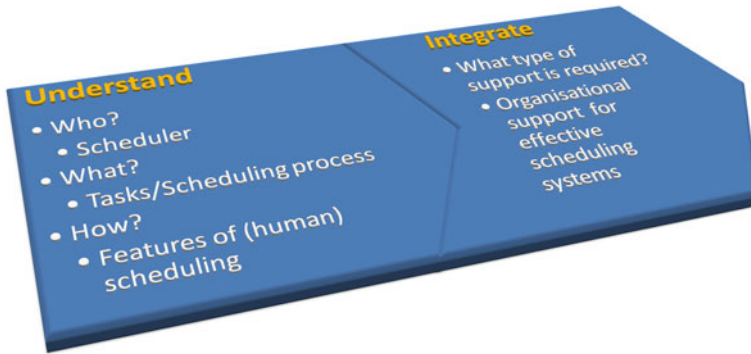 Understand
• Who?
• Scheduler
• What?
• Tasks/Scheduling process
• How?
• Features of (human)
scheduling
Integrate
• What type of
support is required?
• Organisational
support for
effective
scheduling
systems